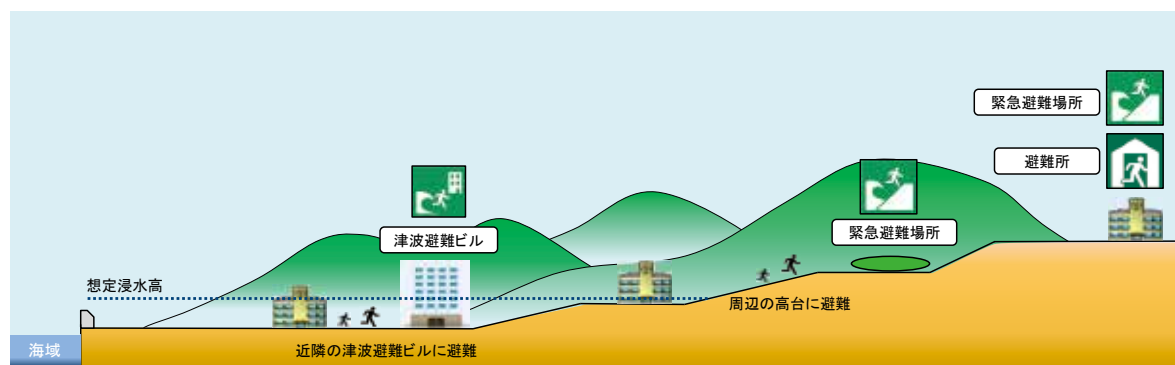 緊急避難場所
避難所
津波避難ビル
緊急避難場所
想定浸水高
周辺の高台に避難
海域
近隣の津波避難ビルに避難